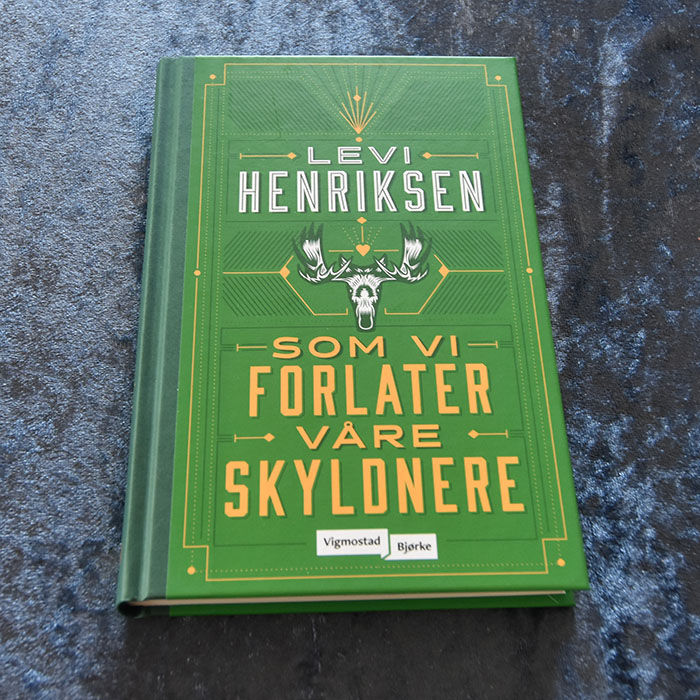 LEVI
HENRIKSEN
SOM VI
FORLATER
VÅRE
SKYLDNERE
Vigmostad
Bjørke